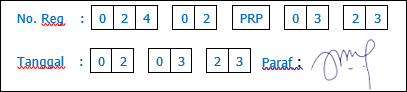 No. Reg : 0 2 4 0 2 PRP 0 3 2 3
Tanggal : 0 2 0 3 2 3 Paraf :